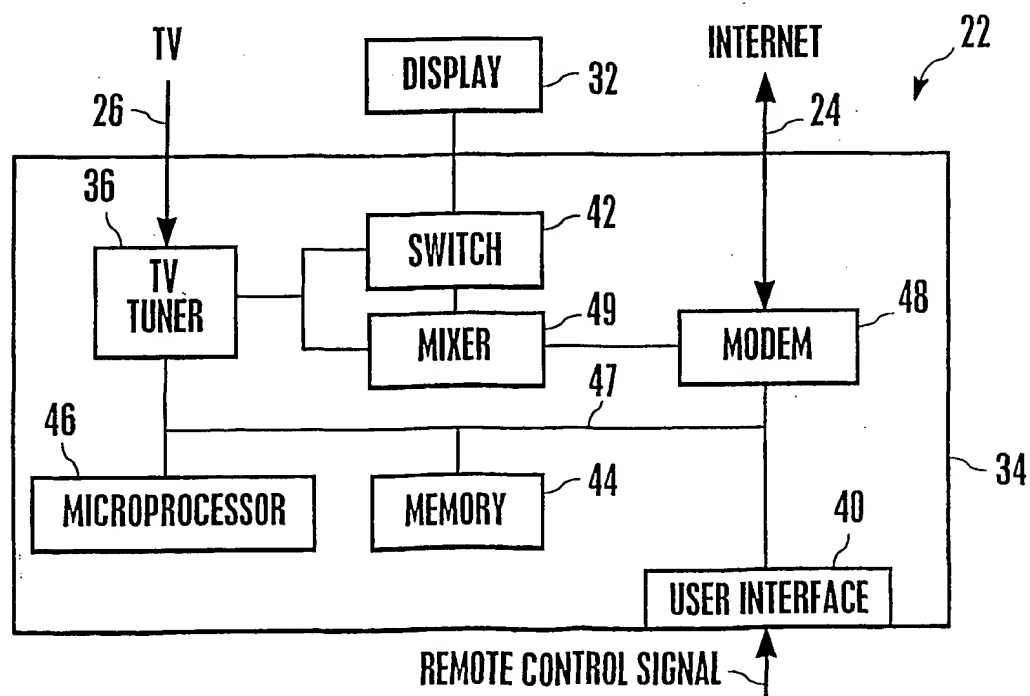 TV
DISPLAY
32
INTERNET
22
26
24
36
TV
TUNER
42
SWITCH
49
MIXER
48
MODEM
47
46
MICROPROCESSOR
44
MEMORY
34
40
USER INTERFACE
REMOTE CONTROL SIGNAL